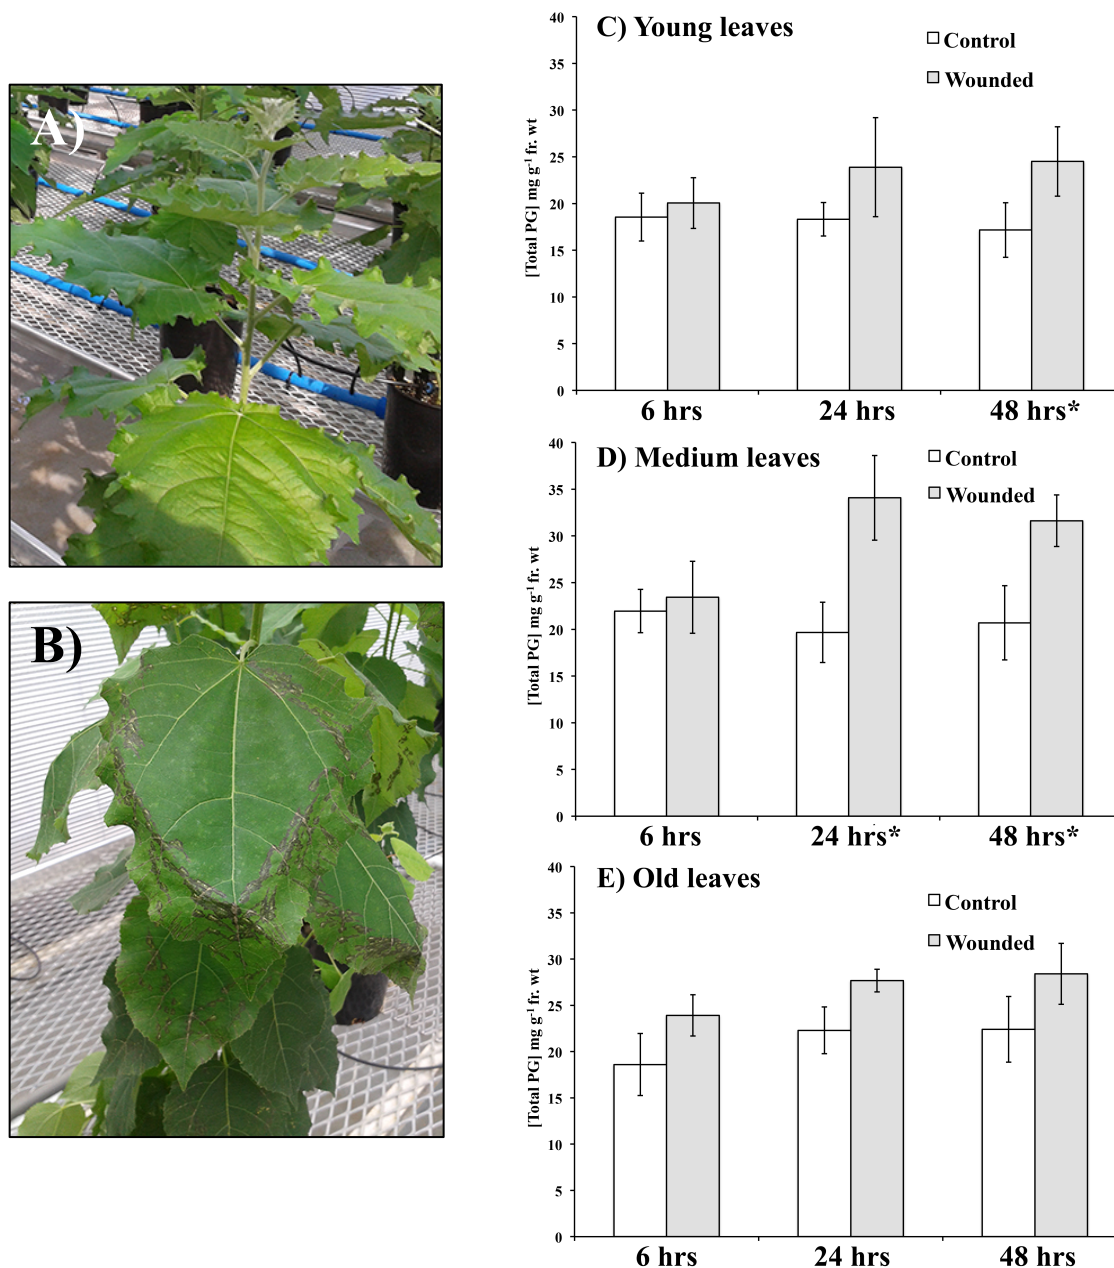 A)
B)
C) Young leaves
Control
Wounded
[Total PG] mg g⁻¹ fr. wt
40
35
30
25
20
15
10
5
0
6 hrs
24 hrs
48 hrs*
D) Medium leaves
Control
Wounded
[Total PG] mg g⁻¹ fr. wt
40
35
30
25
20
15
10
5
0
6 hrs
24 hrs*
48 hrs*
E) Old leaves
Control
Wounded
[Total PG] mg g⁻¹ fr. wt
40
35
30
25
20
15
10
5
0
6 hrs
24 hrs
48 hrs